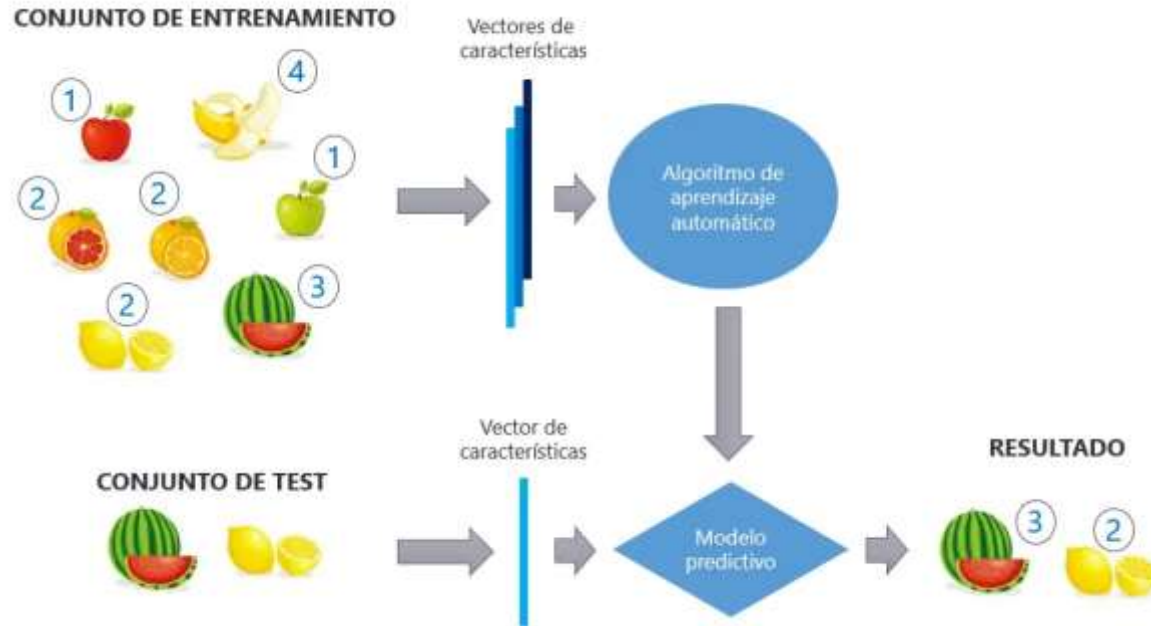 CONJUNTO DE ENTRENAMIENTO
Vectores de
características
4
1
1
2
2
Algoritmo de
aprendizaje
automático
3
2
Vector de
características
RESULTADO
CONJUNTO DE TEST
3
2
Modelo
predictivo